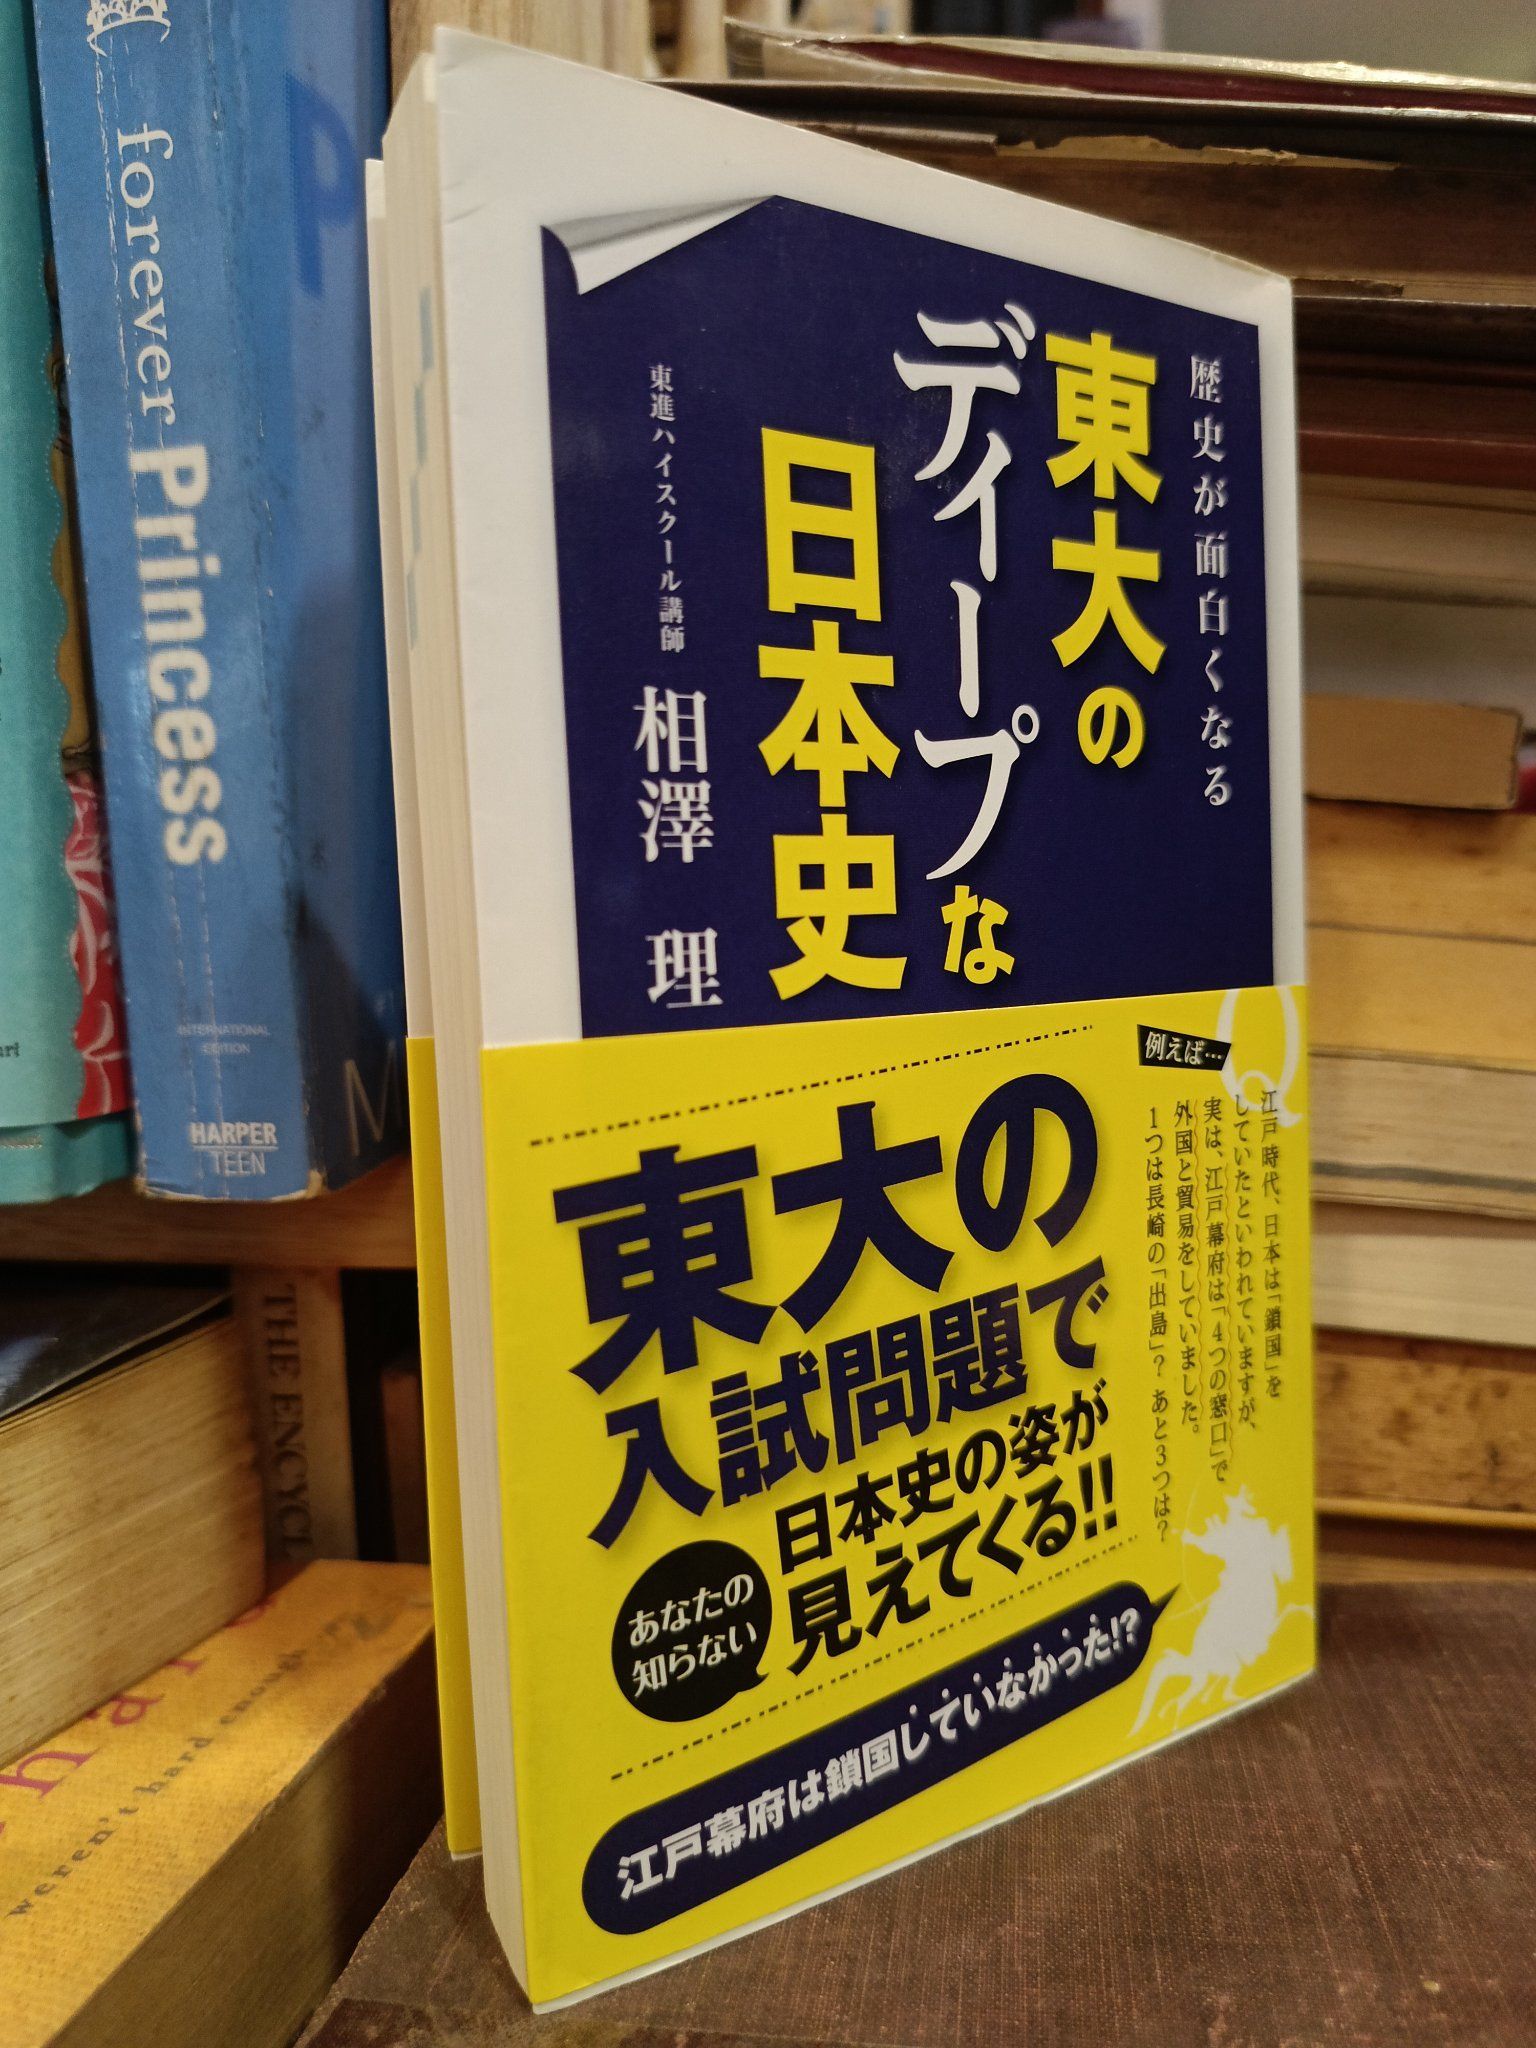 歴史が面白くなる
東大の
ディープな
日本史
東進ハイスクール講師 相澤 理
例えば…
江戸時代、日本は「鎖国」を
していたといわれていますが、
実は、江戸幕府は「4つの窓口」で
外国と貿易をしていました。
1つは長崎の「出島」? あと3つは?
Q
東大の
入試問題で
あなたの
知らない
日本史の姿が
見えてくる!!
江戸幕府は鎖国していなかった!?
forever Princess
INTERNATIONAL
EDITION
HARPER
TEEN
THE ENCYCL
weren't hard enough